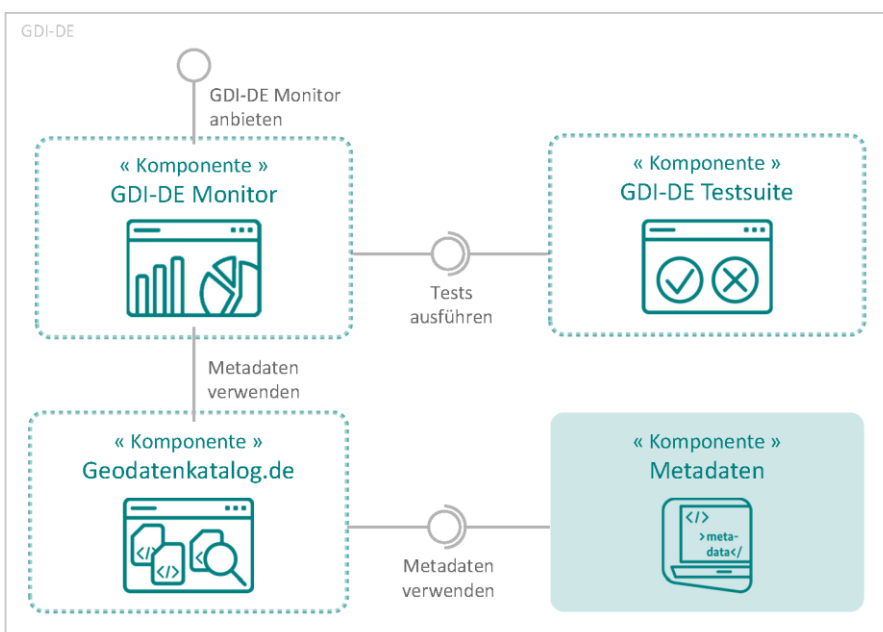 GDI-DE
GDI-DE Monitor
anbieten
« Komponente »
GDI-DE Monitor
« Komponente »
GDI-DE Testsuite
Tests
ausführen
Metadaten
verwenden
« Komponente »
Geodatenkatalog.de
</>
</>
</>
« Komponente »
Metadaten
</>
>meta-
data</
Metadaten
verwenden